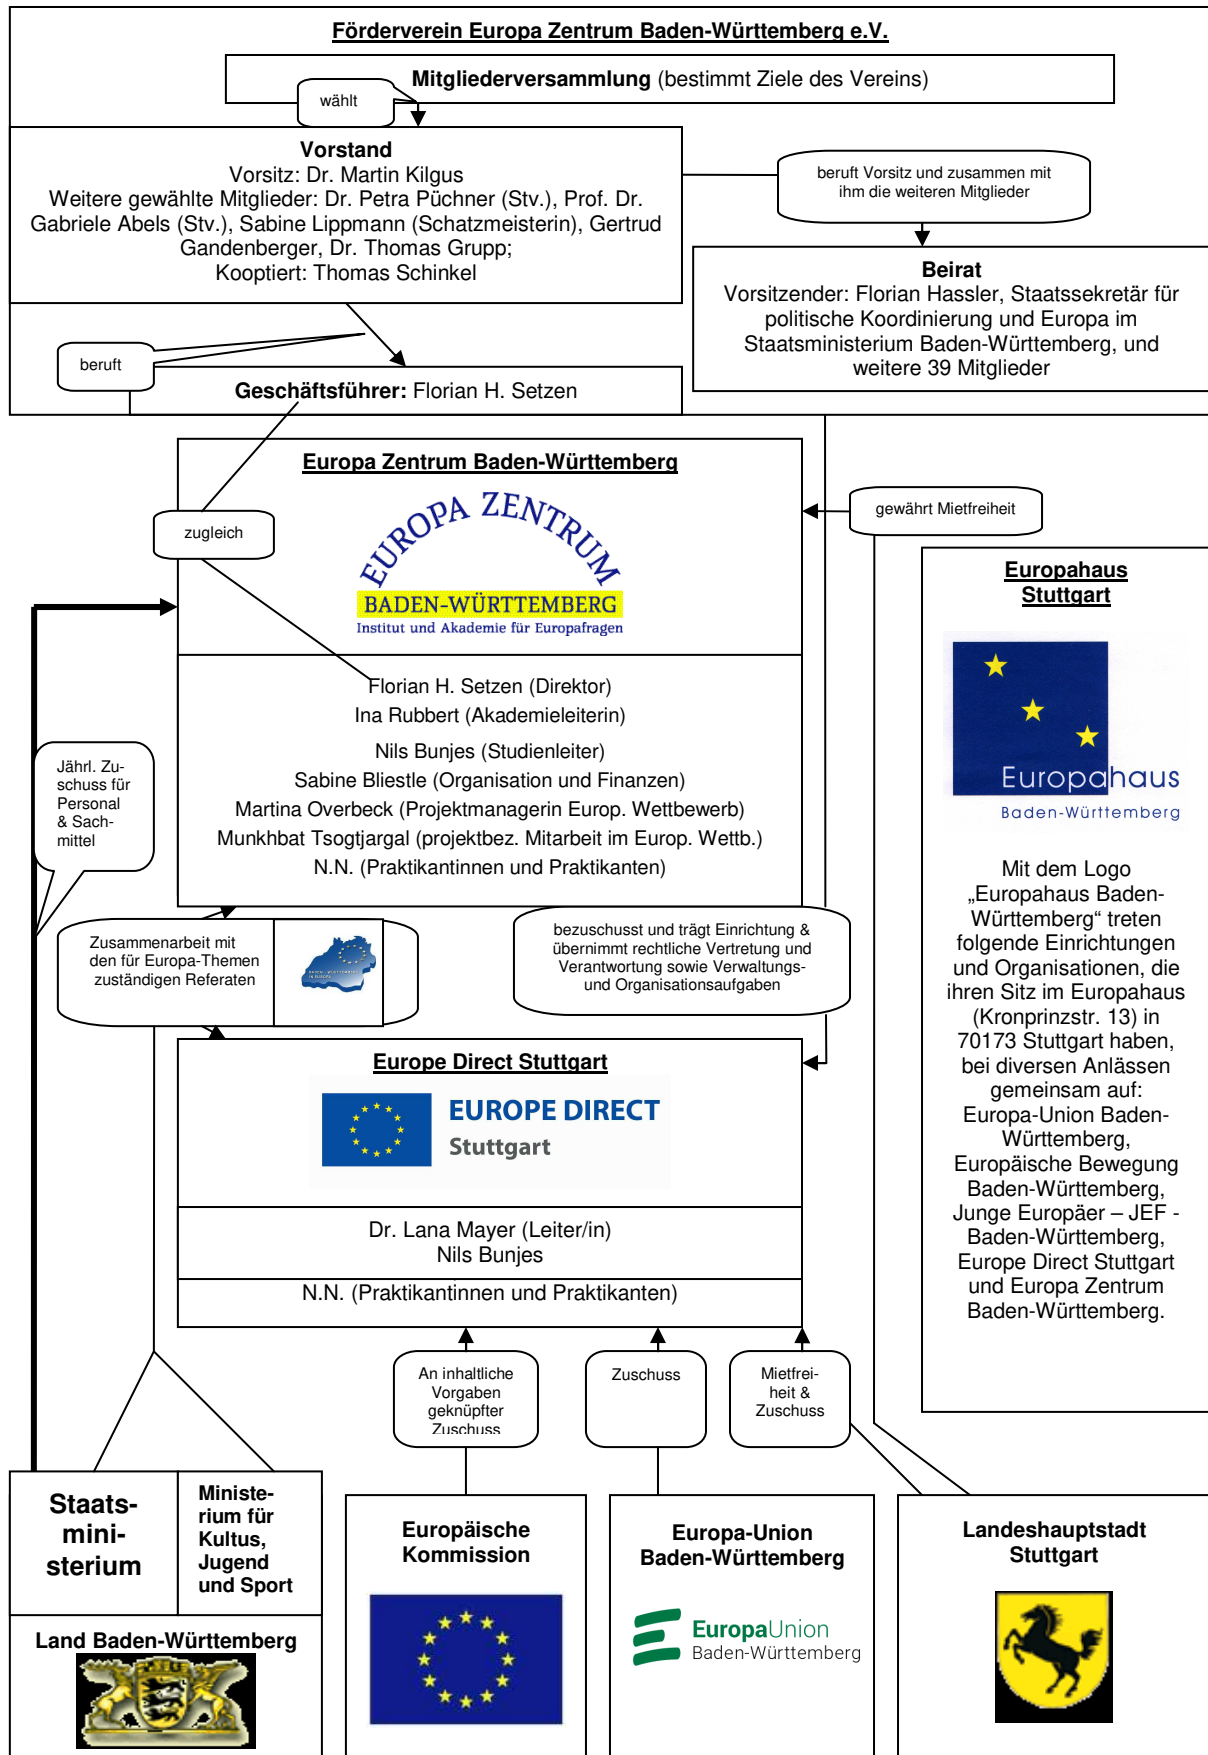 Förderverein Europa Zentrum Baden-Württemberg e.V.
Mitgliederversammlung (bestimmt Ziele des Vereins)
wählt
Vorstand
Vorsitz: Dr. Martin Kilgus
Weitere gewählte Mitglieder: Dr. Petra Püchner (Stv.), Prof. Dr.
Gabriele Abels (Stv.), Sabine Lippmann (Schatzmeisterin), Gertrud
Gandenberger, Dr. Thomas Grupp;
Kooptiert: Thomas Schinkel
beruft Vorsitz und zusammen mit
ihm die weiteren Mitglieder
Beirat
Vorsitzender: Florian Hassler, Staatssekretär für
politische Koordinierung und Europa im
Staatsministerium Baden-Württemberg, und
weitere 39 Mitglieder
beruft
Geschäftsführer: Florian H. Setzen
Europa Zentrum Baden-Württemberg
EUROPA ZENTRUM
BADEN-WÜRTTEMBERG
Institut und Akademie für Europafragen
zugleich
gewährt Mietfreiheit
Florian H. Setzen (Direktor)
Ina Rubbert (Akademieleiterin)
Nils Bunjes (Studienleiter)
Sabine Bliestle (Organisation und Finanzen)
Martina Overbeck (Projektmanagerin Europ. Wettbewerb)
Munkhbat Tsogtjargal (projektbez. Mitarbeit im Europ. Wettb.)
N.N. (Praktikantinnen und Praktikanten)
Jährl. Zu-
schuss für
Personal
& Sach-
mittel
Europahaus
Stuttgart
Europahaus
Baden-Württemberg
Mit dem Logo
„Europahaus Baden-
Württemberg“ treten
folgende Einrichtungen
und Organisationen, die
ihren Sitz im Europahaus
(Kronprinzstr. 13) in
70173 Stuttgart haben,
bei diversen Anlässen
gemeinsam auf:
Europa-Union Baden-
Württemberg,
Europäische Bewegung
Baden-Württemberg,
Junge Europäer – JEF -
Baden-Württemberg,
Europe Direct Stuttgart
und Europa Zentrum
Baden-Württemberg.
Zusammenarbeit mit
den für Europa-Themen
zuständigen Referaten
BADEN-WÜRTTEMBERG
IN EUROPA
bezuschusst und trägt Einrichtung &
übernimmt rechtliche Vertretung und
Verantwortung sowie Verwaltungs-
und Organisationsaufgaben
Europe Direct Stuttgart
EUROPE DIRECT
Stuttgart
Dr. Lana Mayer (Leiter/in)
Nils Bunjes
N.N. (Praktikantinnen und Praktikanten)
An inhaltliche
Vorgaben
geknüpfter
Zuschuss
Zuschuss
Mietfrei-
heit &
Zuschuss
Staats-
mini-
sterium
Ministe-
rium für
Kultus,
Jugend
und Sport
Land Baden-Württemberg
Europäische
Kommission
Europa-Union
Baden-Württemberg
EuropaUnion
Baden-Württemberg
Landeshauptstadt
Stuttgart